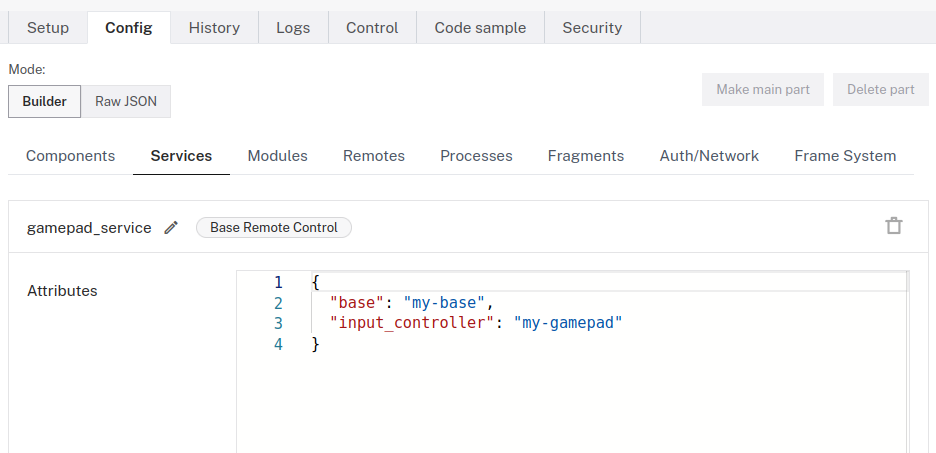 Setup Config History Logs Control Code sample Security
Mode:
Builder Raw JSON Make main part Delete part
Components Services Modules Remotes Processes Fragments Auth/Network Frame System
gamepad_service Base Remote Control
Attributes
1 {
2 "base": "my-base",
3 "input_controller": "my-gamepad"
4 }